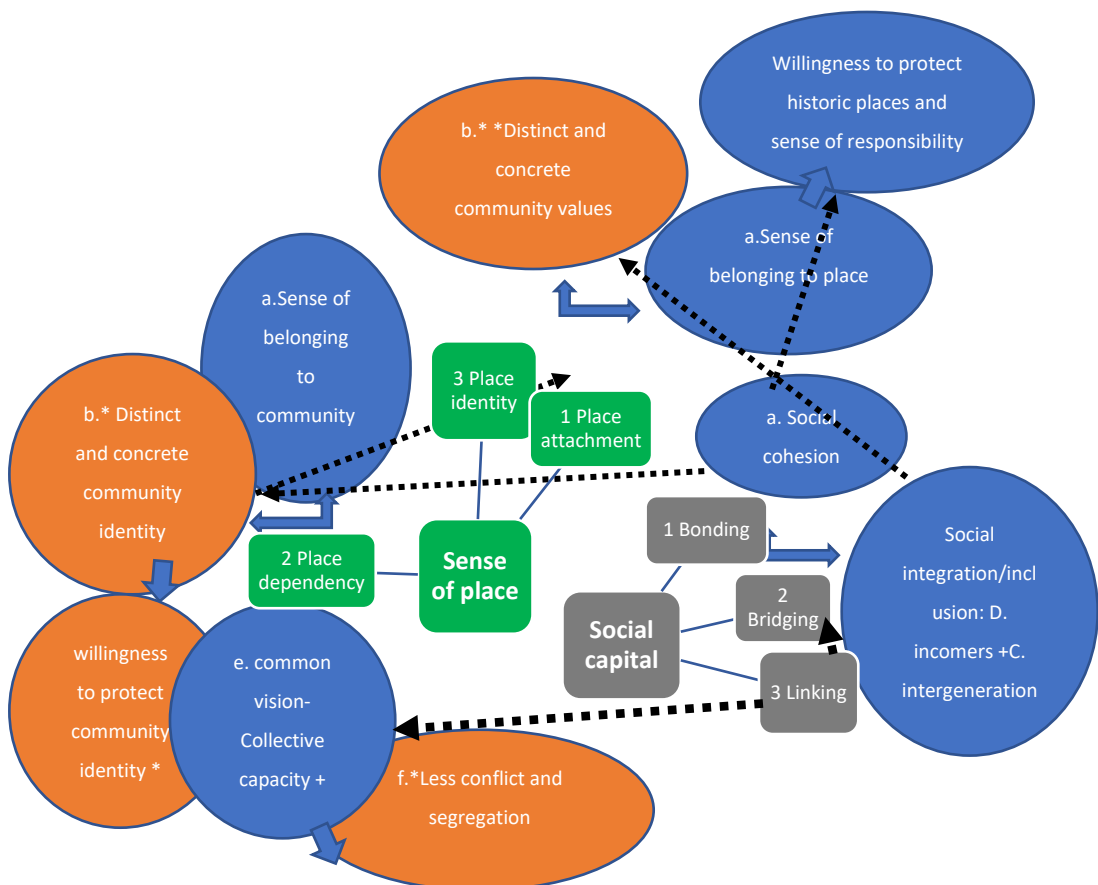 Willingness to protect
historic places and
sense of responsibility
b.* *Distinct and
concrete
community values
a.Sense of
belonging to place
a.Sense of
belonging
to
community
3 Place
identity
1 Place
attachment
b.* Distinct
and concrete
community
identity
a. Social
cohesion
2 Place
dependency
Sense
of place
1 Bonding
2
Bridging
Social
capital
3 Linking
Social
integration/incl
usion: D.
incomers +C.
intergeneration
willingness
to protect
community
identity *
e. common
vision-
Collective
capacity +
f.*Less conflict and
segregation